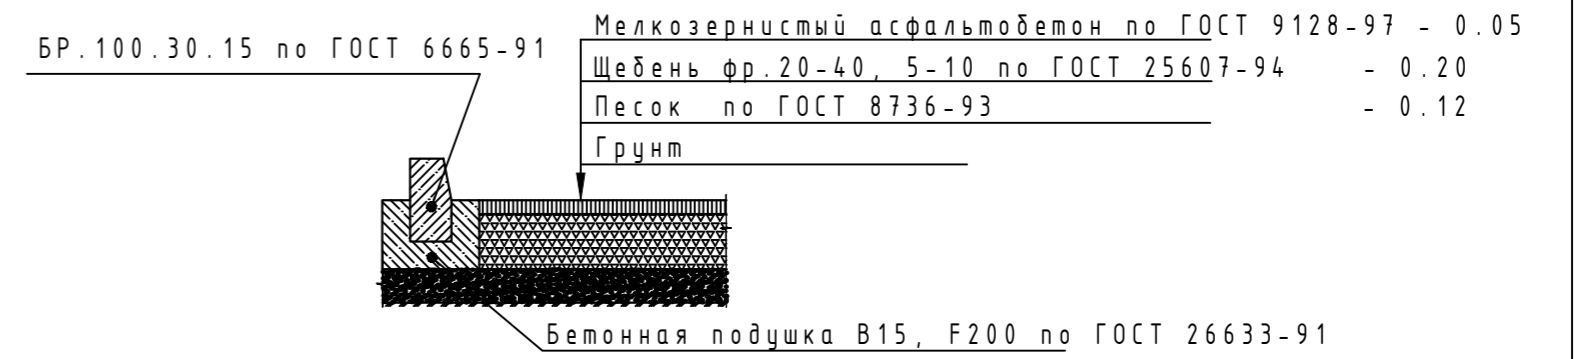 БР.100.30.15 по ГОСТ 6665-91
Мелкозернистый асфальтобетон по ГОСТ 9128-97 - 0.05
Щебень фр.20-40, 5-10 по ГОСТ 25607-94 - 0.20
Песок по ГОСТ 8736-93 - 0.12
Грунт
Бетонная подушка В15, F200 по ГОСТ 26633-91